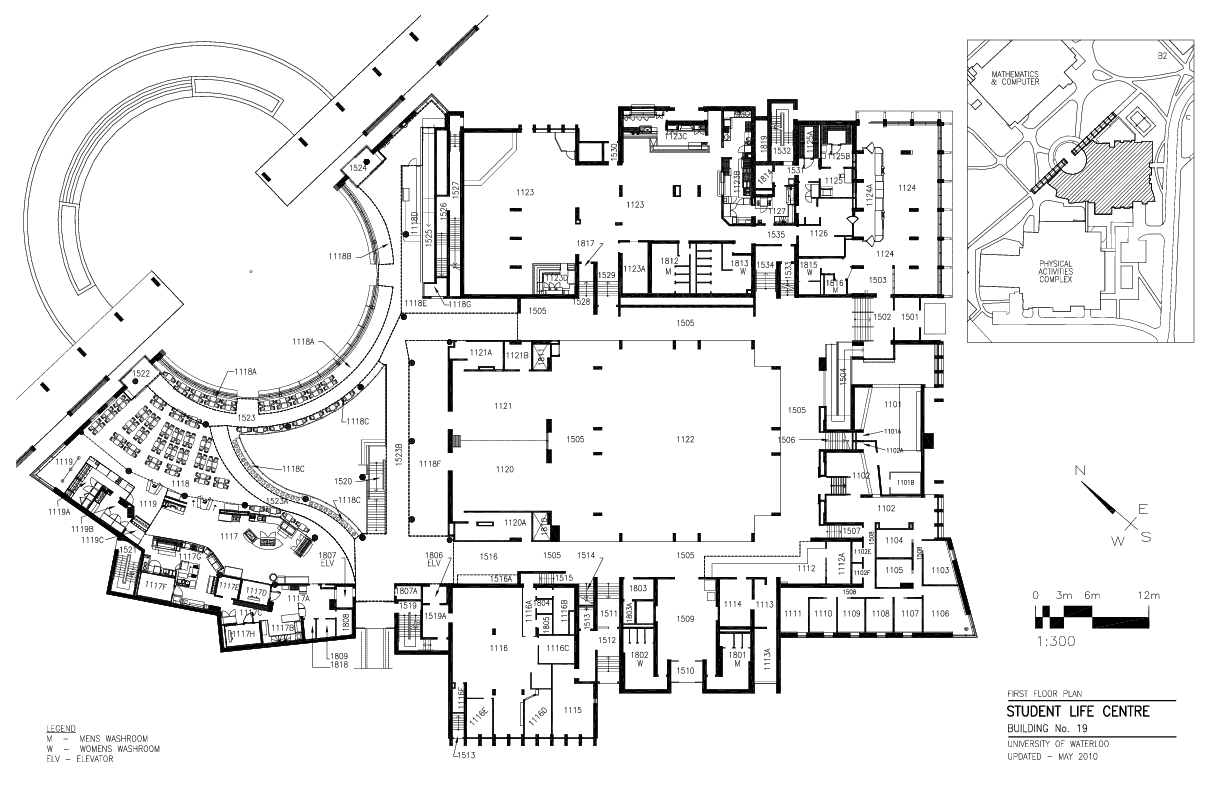 MATHEMATICS
& COMPUTER
B2
C
PHYSICAL
ACTIVITIES
COMPLEX
1524
1118D
1525
1526
1527
1118B
1118E
1118G
1123
1530
1123C
1123
1123B
1819
1532
1814
1531
1127
1535
1125A
1125B
1125
1126
1124A
1124
1124
1817
1123D
1528
1529
1123A
1812
M
1813
W
1534
1533
1815
W
1816
M
1503
1502
1501
1505
1505
1118A
1118A
1522
1523
1118C
1118C
1118C
1523A
1520
1523B
1118F
1121A
1121B
1811
1121
1120
1505
1122
1120A
1810
1505
1504
1506
1101
1101A
1102A
1101B
1102
1102
1507
1508
1508
1508
1104
1105
1103
1102E
1102F
1112A
1112
1111
1110
1109
1108
1107
1106
1119
1118
1119
1119A
1119B
1119C
1521
1117
1117G
1117F
1117E
1117D
1117A
1117B
1117H
1807
ELV
1808
1809
1818
1806
ELV
1807A
1519
1519A
1516
1516A
1505
1515
1514
1505
1116
1116A
1804
1805
1116B
1116C
1513
1511
1512
1115
1116D
1116E
1116F
1513
1803
1803A
1802
W
1509
1510
1801
M
1114
1113
1113A
N
E
S
W
0 3m 6m 12m
1:300
LEGEND
M – MENS WASHROOM
W – WOMENS WASHROOM
ELV – ELEVATOR
FIRST FLOOR PLAN
STUDENT LIFE CENTRE
BUILDING No. 19
UNIVERSITY OF WATERLOO
UPDATED – MAY 2010